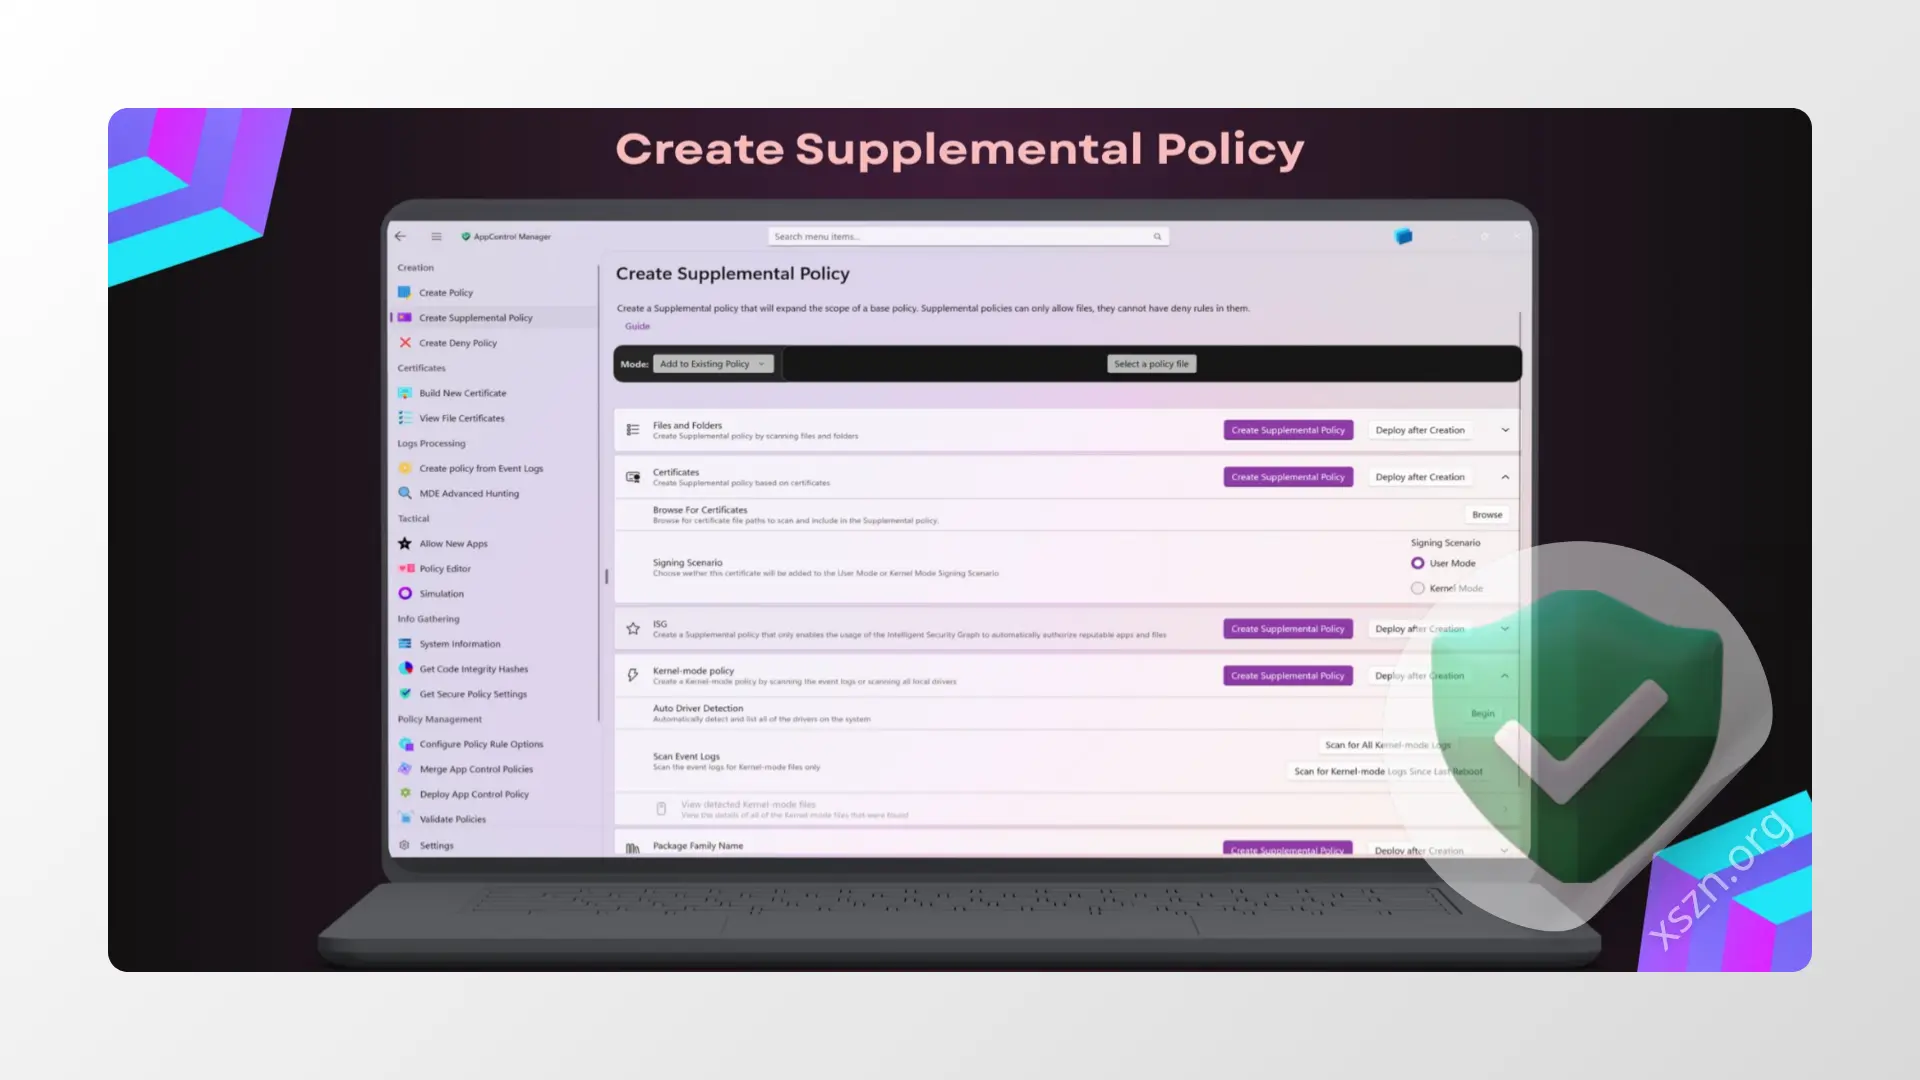 Create Supplemental Policy
AppControl Manager
Search menu items...
Creation
Create Policy
Create Supplemental Policy
Create Deny Policy
Certificates
Build New Certificate
View File Certificates
Logs Processing
Create policy from Event Logs
MDE Advanced Hunting
Tactical
Allow New Apps
Policy Editor
Simulation
Info Gathering
System Information
Get Code Integrity Hashes
Get Secure Policy Settings
Policy Management
Configure Policy Rule Options
Merge App Control Policies
Deploy App Control Policy
Validate Policies
Settings
Create Supplemental Policy
Create a Supplemental policy that will expand the scope of a base policy. Supplemental policies can only allow files, they cannot have deny rules in them.
Guide
Mode: Add to Existing Policy Select a policy file
Files and Folders
Create Supplemental policy by scanning files and folders
Create Supplemental Policy Deploy after Creation
Certificates
Create Supplemental policy based on certificates
Create Supplemental Policy Deploy after Creation
Browse For Certificates
Browse for certificate file paths to scan and include in the Supplemental policy.
Browse
Signing Scenario
Choose wether this certificate will be added to the User Mode or Kernel Mode Signing Scenario
Signing Scenario
User Mode
Kernel Mode
ISG
Create a Supplemental policy that only enables the usage of the Intelligent Security Graph to automatically authorize reputable apps and files
Create Supplemental Policy Deploy after Creation
Kernel-mode policy
Create a Kernel-mode policy by scanning the event logs or scanning all local drivers
Create Supplemental Policy Deploy after Creation
Auto Driver Detection
Automatically detect and list all of the drivers on the system
Begin
Scan Event Logs
Scan the event logs for Kernel-mode files only
Scan for All Kernel-mode Logs
Scan for Kernel-mode Logs Since Last Reboot
View detected Kernel-mode files
View the details of all of the Kernel-mode files that were found
Package Family Name
Create Supplemental Policy Deploy after Creation
xszn.org